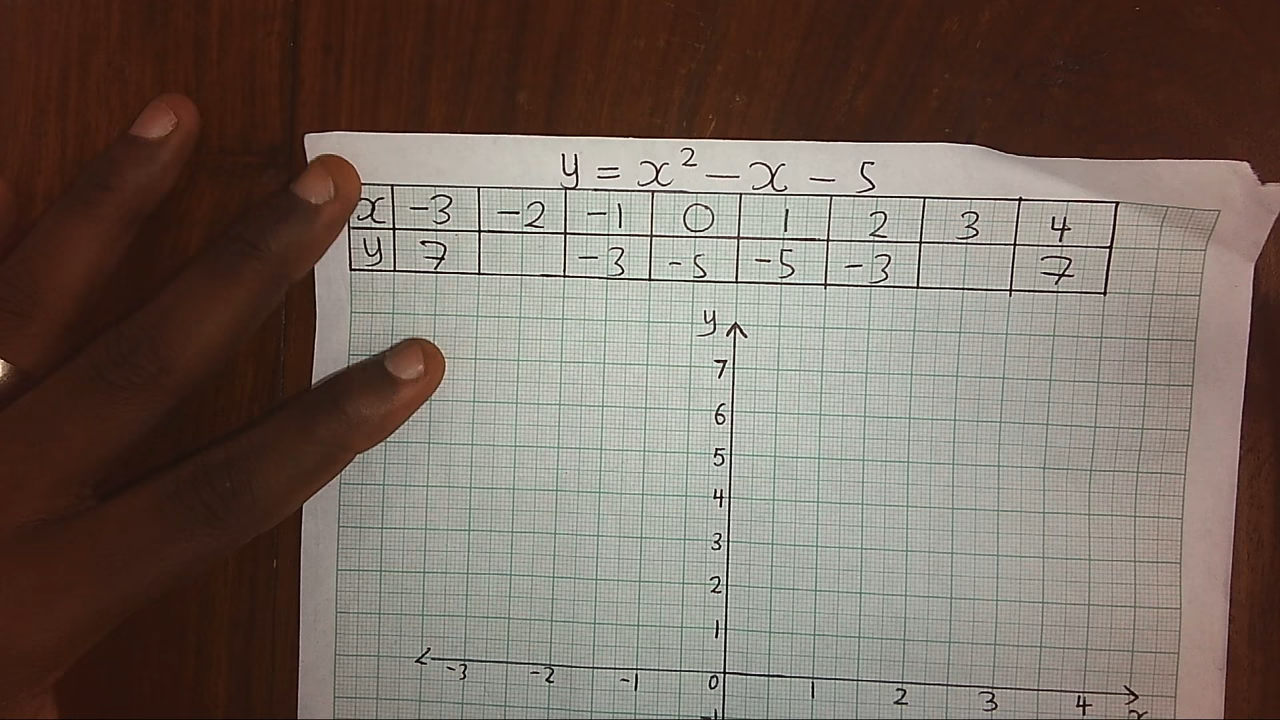 y = x² - x - 5
x -3 -2 -1 0 1 2 3 4
y 7 -3 -5 -5 -3 7
y
7
6
5
4
3
2
1
-3 -2 -1 0 1 2 3 4
-1
x